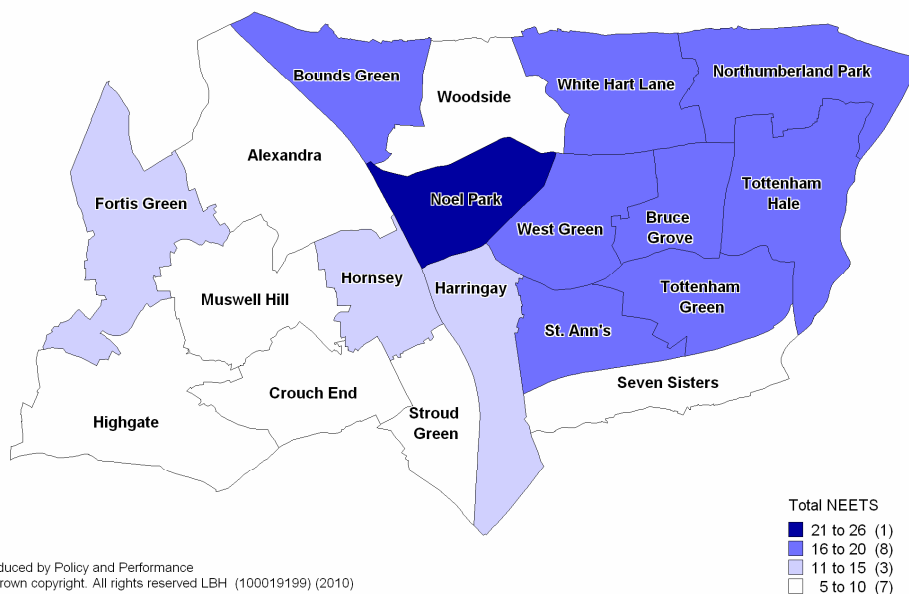 Bounds Green
Woodside
White Hart Lane
Northumberland Park
Alexandra
Fortis Green
Noel Park
West Green
Bruce
Grove
Tottenham
Hale
Muswell Hill
Hornsey
Harringay
Tottenham
Green
St. Ann's
Seven Sisters
Crouch End
Highgate
Stroud
Green
Total NEETS
21 to 26 (1)
16 to 20 (8)
11 to 15 (3)
5 to 10 (7)
duced by Policy and Performance
rown copyright. All rights reserved LBH (100019199) (2010)